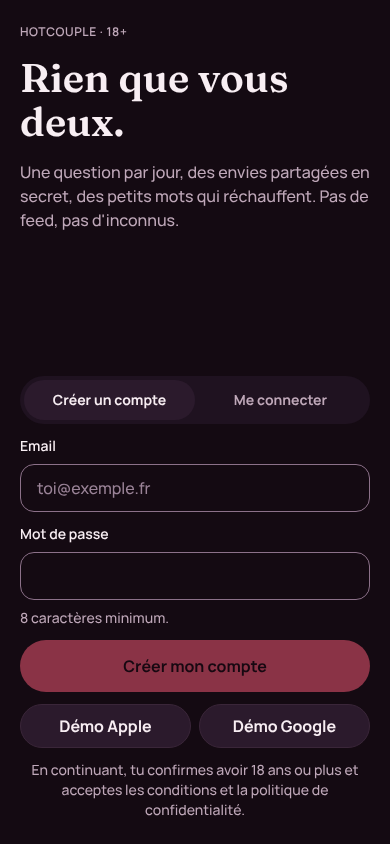 HOTCOUPLE · 18+
Rien que vous
deux.
Une question par jour, des envies partagées en
secret, des petits mots qui réchauffent. Pas de
feed, pas d'inconnus.
Créer un compte
Me connecter
Email
toi@exemple.fr
Mot de passe
8 caractères minimum.
Créer mon compte
Démo Apple
Démo Google
En continuant, tu confirmes avoir 18 ans ou plus et
acceptes les conditions et la politique de
confidentialité.